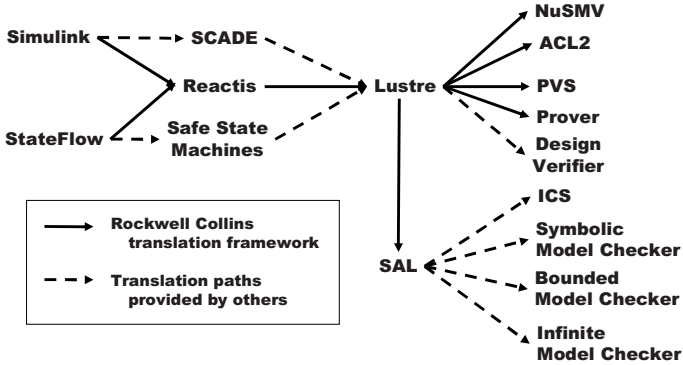 Simulink
SCADE
Reactis
StateFlow
Safe State
Machines
Lustre
NuSMV
ACL2
PVS
Prover
Design
Verifier
SAL
ICS
Symbolic
Model Checker
Bounded
Model Checker
Infinite
Model Checker
Rockwell Collins
translation framework
Translation paths
provided by others